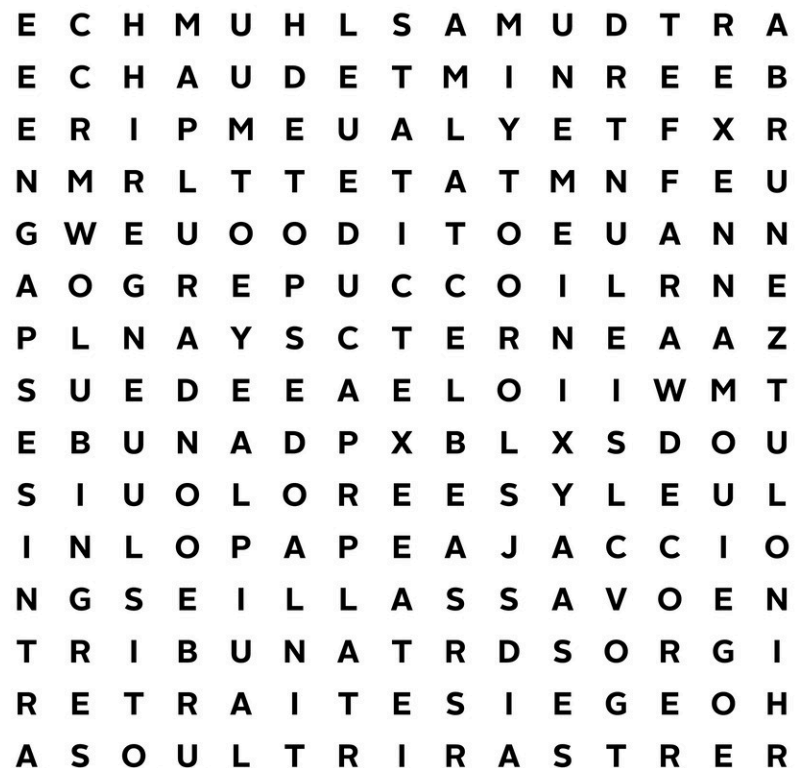 E C H M U H L S A M U D T R A
E C H A U D E T M I N R E E B
E R I P M E U A L Y E T F X R
N M R L T T E T A T M N F E U
G W E U O O D I T O E U A N N
A O G R E P U C C O I L R N E
P L N A Y S C T E R N E A A Z
S U E D E E A E L O I I W M T
E B U N A D P X B L X S D O U
S I U O L O R E E S Y L E U L
I N L O P A P E A J A C C I O
N G S E I L L A S S A V O E N
T R I B U N A T R D S O R G I
R E T R A I T E S I E G E O H
A S O U L T R I R A S T R E R